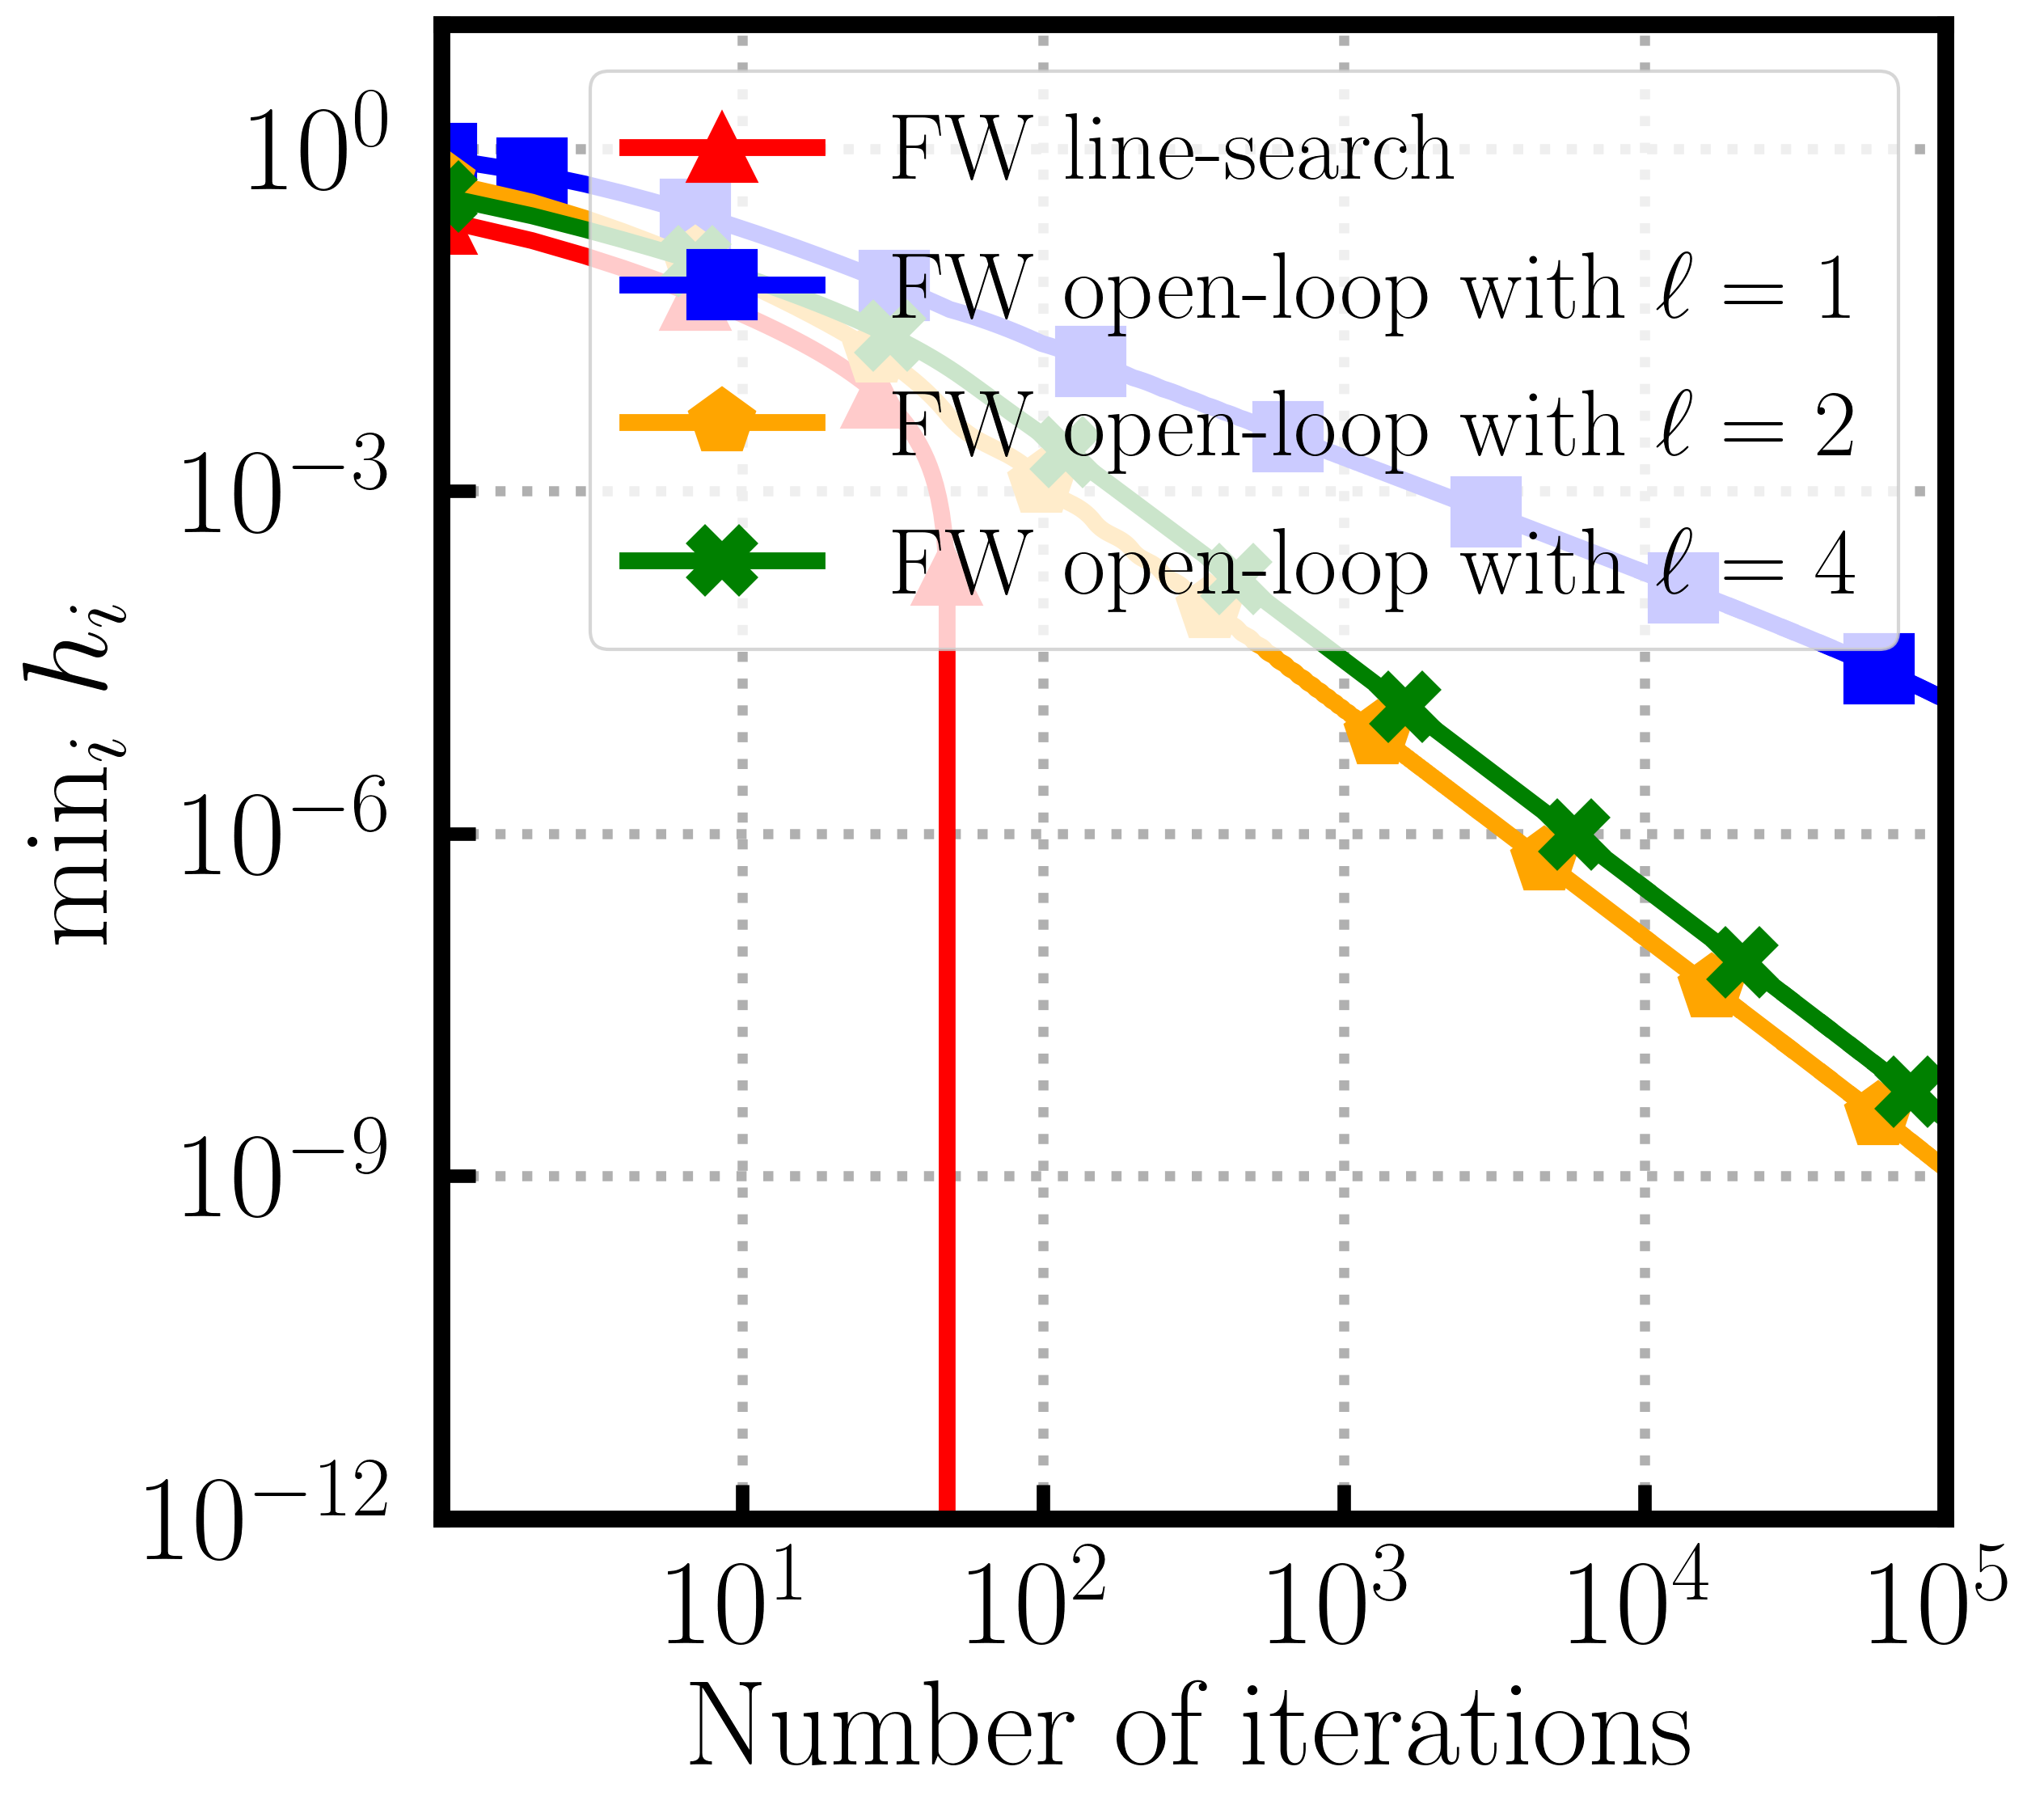 min_i h_i
10^0
10^{-3}
10^{-6}
10^{-9}
10^{-12}
FW line-search
FW open-loop with ℓ = 1
FW open-loop with ℓ = 2
FW open-loop with ℓ = 4
10^1 10^2 10^3 10^4 10^5
Number of iterations